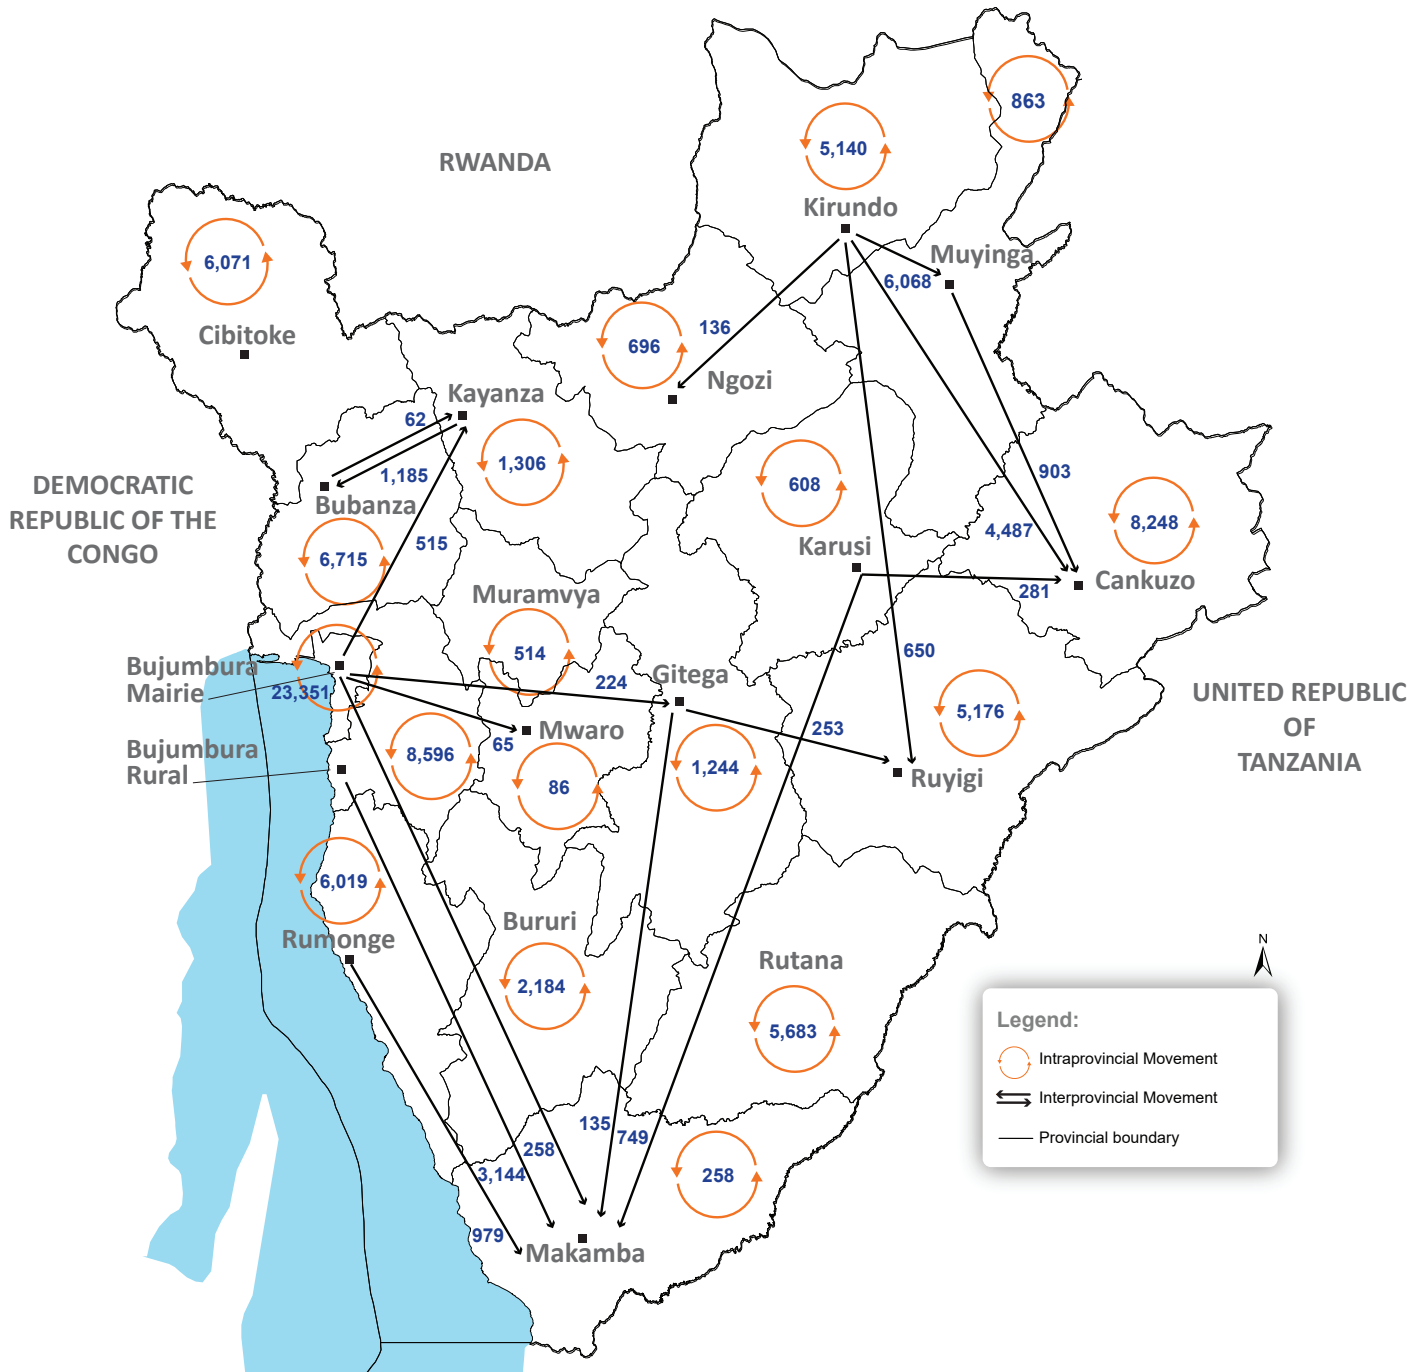 863
5,140
RWANDA
Kirundo
Muyinga
6,071
6,068
Cibitoke
136
696
Ngozi
Kayanza
62
1,306
1,185
903
608
DEMOCRATIC
REPUBLIC OF THE
CONGO
Bubanza
8,248
4,487
515
Karusi
6,715
Cankuzo
281
Muramvya
514
650
Bujumbura
Mairie
23,351
224
Gitega
UNITED REPUBLIC
OF
TANZANIA
5,176
253
65
Mwaro
Bujumbura
Rural
8,596
1,244
86
Ruyigi
6,019
Bururi
Rumonge
Rutana
2,184
N
5,683
Legend:
Intraprovincial Movement
Interprovincial Movement
Provincial boundary
135
749
258
3,144
258
979
Makamba